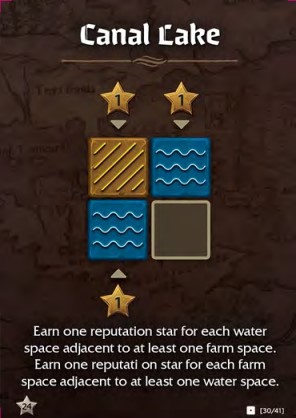 Canal Lake
1 1
1
Earn one reputation star for each water
space adjacent to at least one farm space.
Earn one reputati on star for each farm
space adjacent to at least one water space.
24
[30/41]